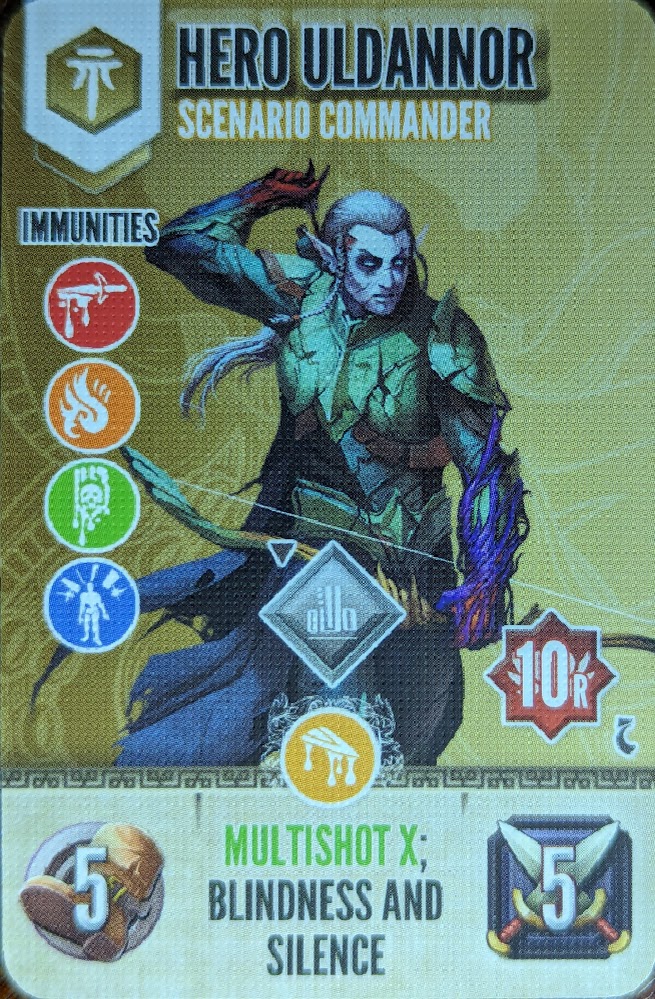 HERO ULDANNOR
SCENARIO COMMANDER
IMMUNITIES
10R
5
MULTISHOT X;
BLINDNESS AND
SILENCE
5